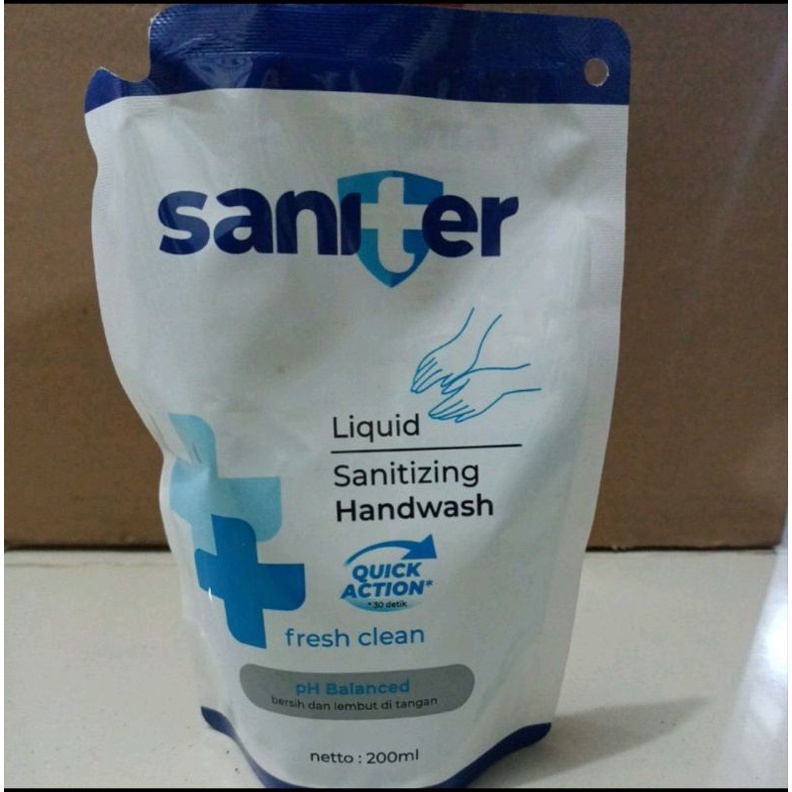 saniter
Liquid
Sanitizing
Handwash
QUICK
ACTION*
* 30 detik
fresh clean
pH Balanced
bersih dan lembut di tangan
netto : 200ml